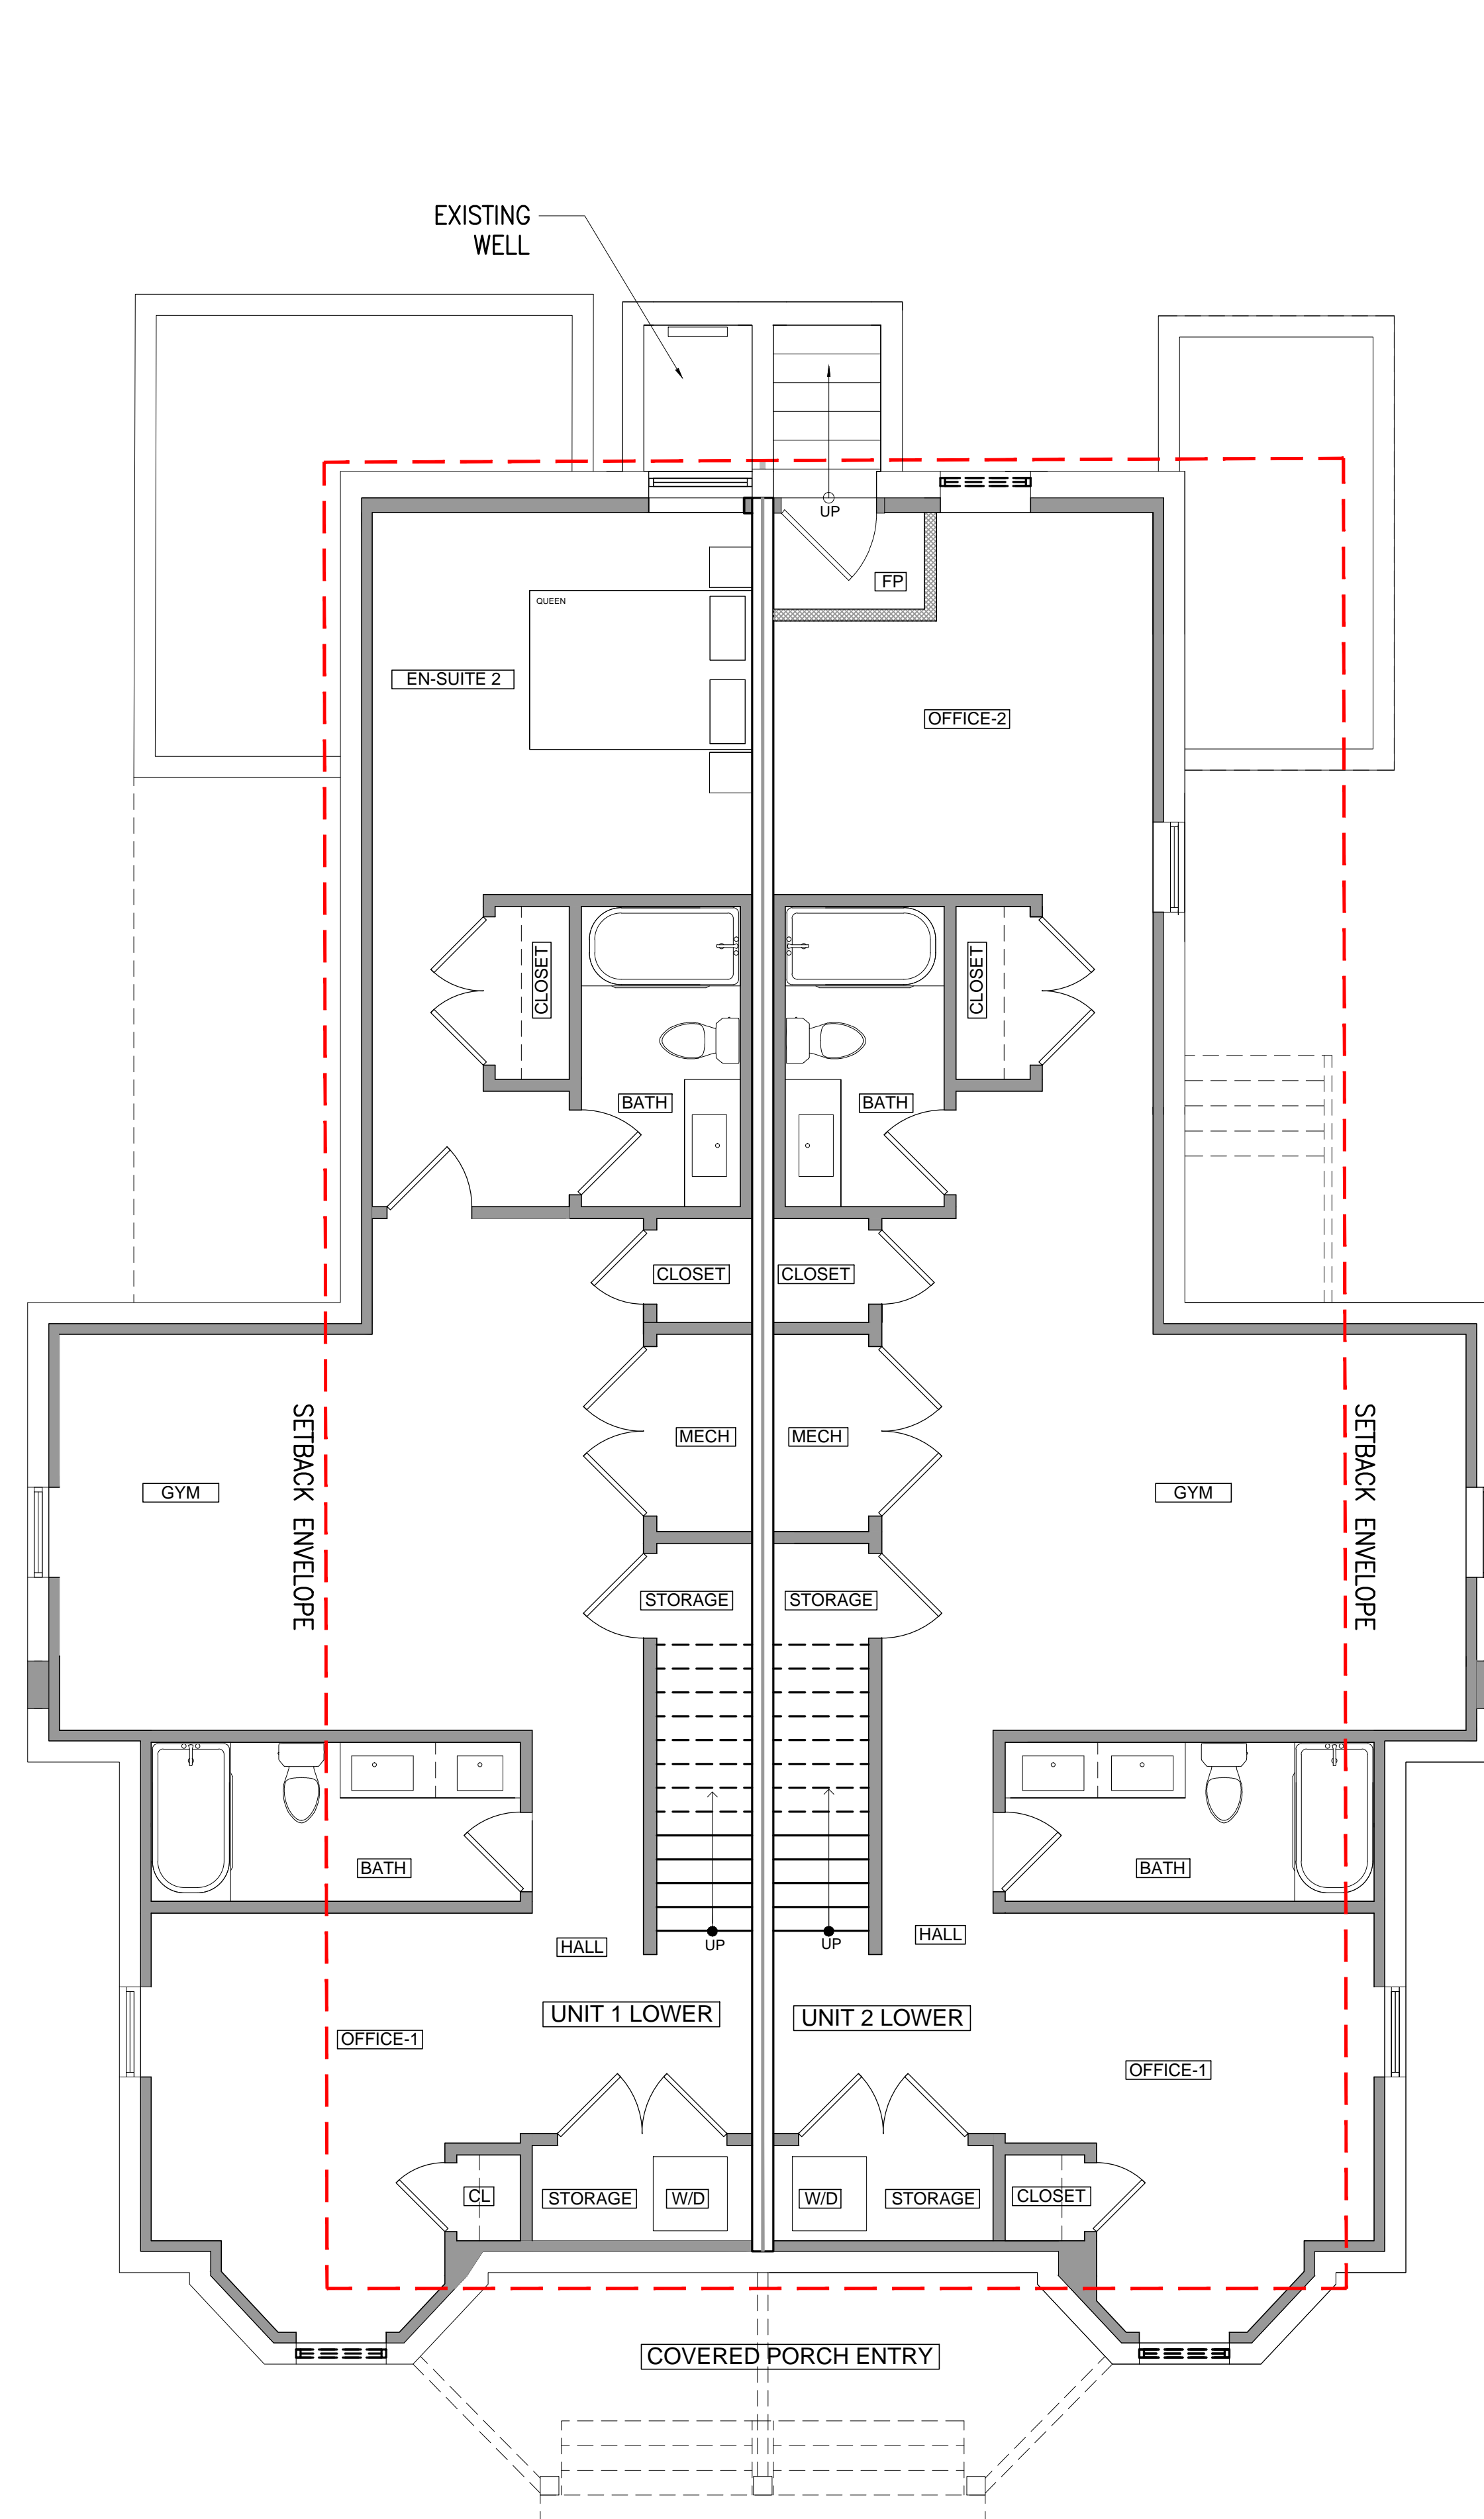 EXISTING
WELL
UP
FP
QUEEN
EN-SUITE 2
OFFICE-2
CLOSET
CLOSET
BATH
BATH
CLOSET
CLOSET
MECH
MECH
GYM
SETBACK ENVELOPE
GYM
SETBACK ENVELOPE
STORAGE
STORAGE
BATH
BATH
HALL
UP
UP
HALL
UNIT 1 LOWER
UNIT 2 LOWER
OFFICE-1
OFFICE-1
CL
STORAGE
W/D
W/D
STORAGE
CLOSET
COVERED PORCH ENTRY